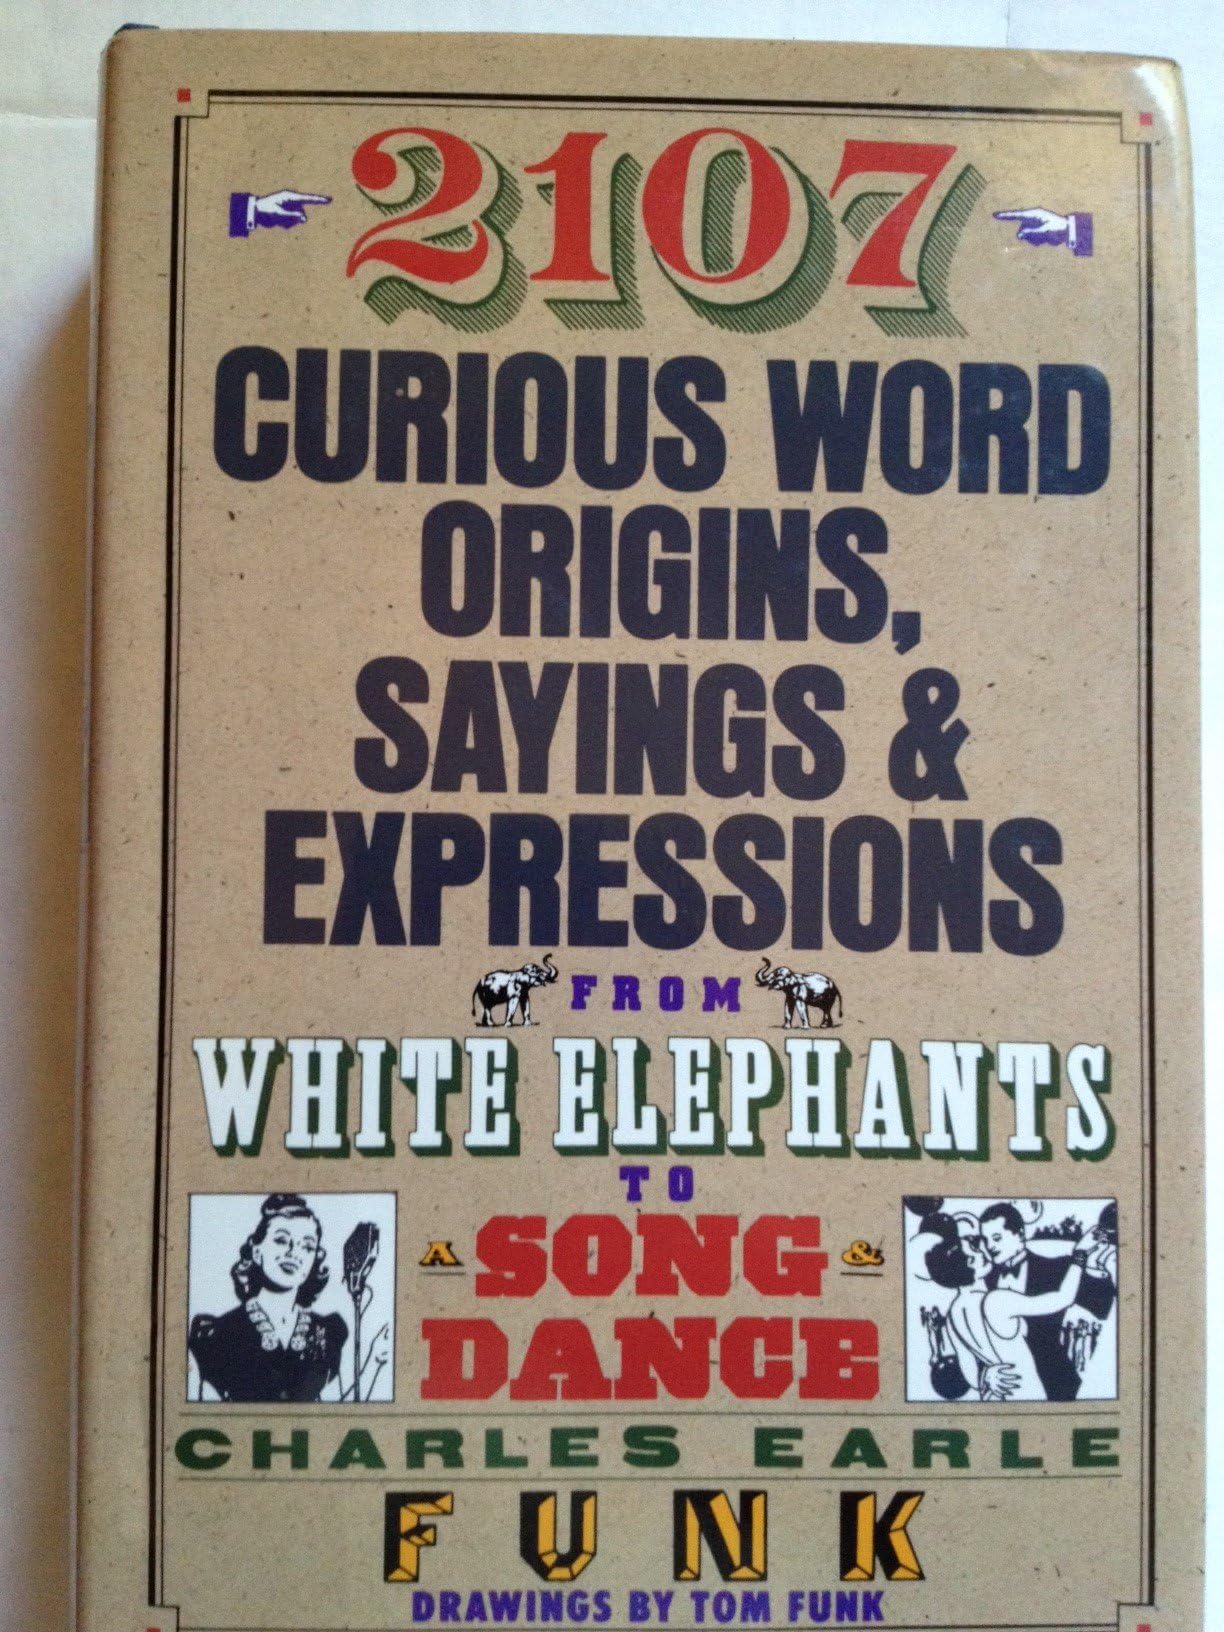 2107
CURIOUS WORD
ORIGINS,
SAYINGS &
EXPRESSIONS
FROM
WHITE ELEPHANTS
TO
A SONG &
DANCE
CHARLES EARLE
FUNK
DRAWINGS BY TOM FUNK